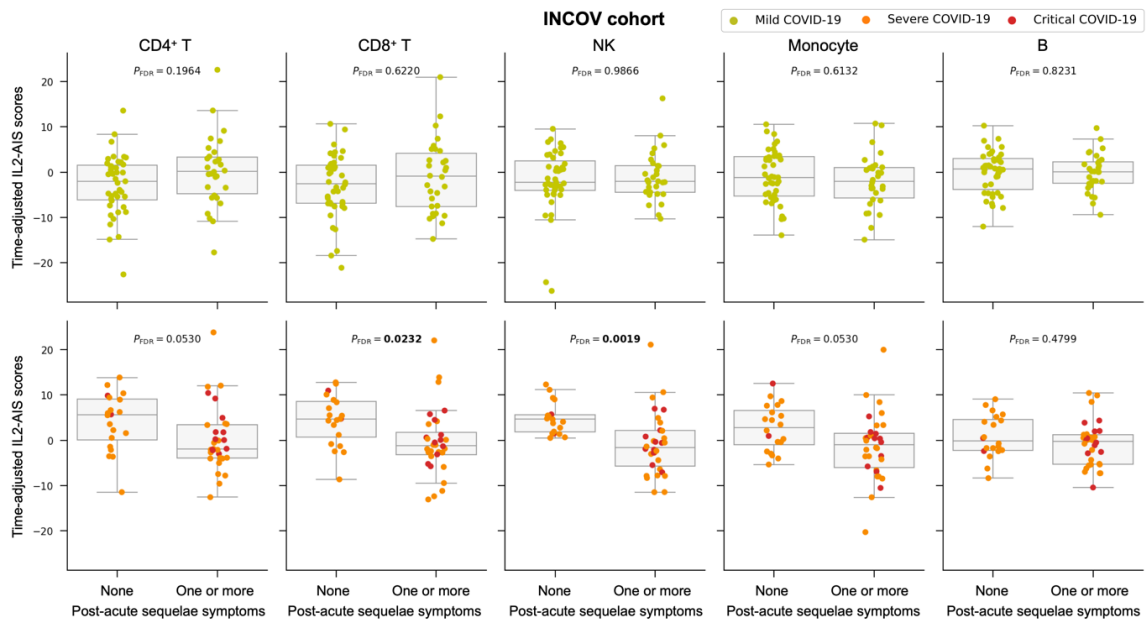 INCOV cohort
Mild COVID-19 Severe COVID-19 Critical COVID-19
CD4⁺ T CD8⁺ T NK Monocyte B
P_FDR = 0.1964 P_FDR = 0.6220 P_FDR = 0.9866 P_FDR = 0.6132 P_FDR = 0.8231
Time-adjusted IL2-AIS scores
20
10
0
−10
−20
P_FDR = 0.0530 P_FDR = 0.0232 P_FDR = 0.0019 P_FDR = 0.0530 P_FDR = 0.4799
Time-adjusted IL2-AIS scores
20
10
0
−10
−20
None One or more None One or more None One or more None One or more None One or more
Post-acute sequelae symptoms Post-acute sequelae symptoms Post-acute sequelae symptoms Post-acute sequelae symptoms Post-acute sequelae symptoms